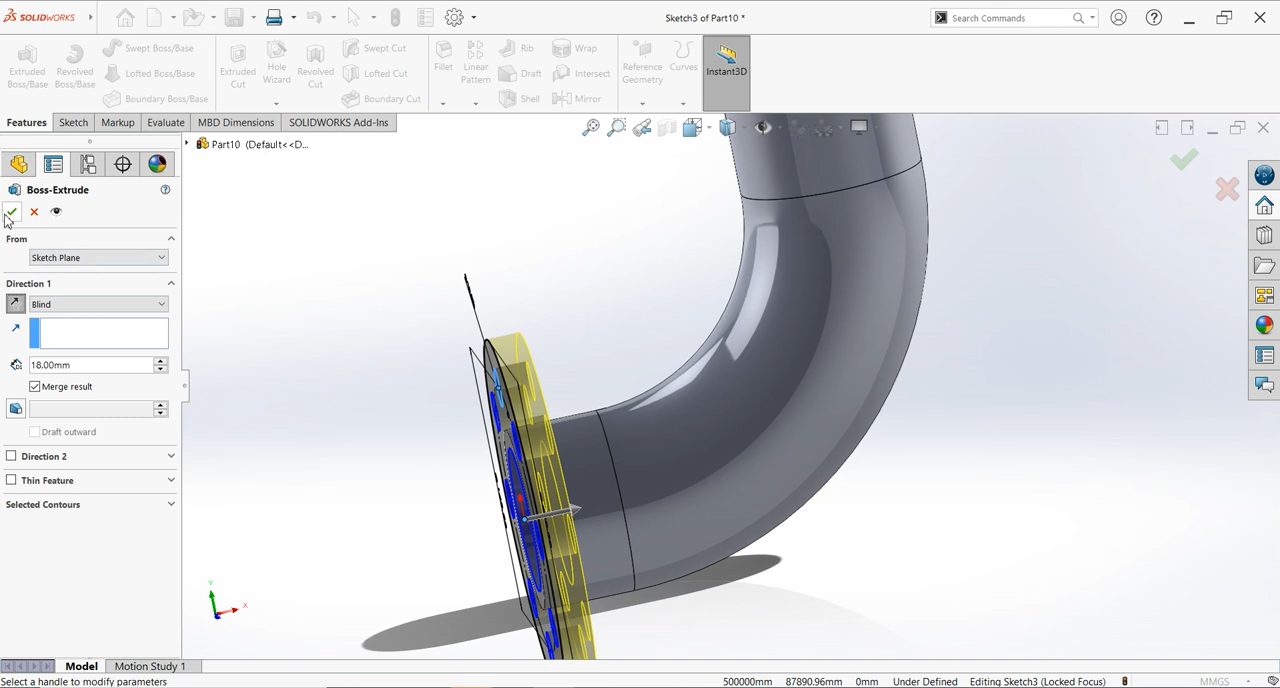 SOLIDWORKS
Sketch3 of Part10 *
Search Commands
Extruded Boss/Base
Revolved Boss/Base
Swept Boss/Base
Lofted Boss/Base
Boundary Boss/Base
Extruded Cut
Hole Wizard
Revolved Cut
Swept Cut
Lofted Cut
Boundary Cut
Fillet
Linear Pattern
Rib
Draft
Shell
Wrap
Intersect
Mirror
Reference Geometry
Curves
Instant3D
Features
Sketch
Markup
Evaluate
MBD Dimensions
SOLIDWORKS Add-Ins
Part10 (Default<<D...
Boss-Extrude
From
Sketch Plane
Direction 1
Blind
18.00mm
Merge result
Draft outward
Direction 2
Thin Feature
Selected Contours
Y
X
Model
Motion Study 1
Select a handle to modify parameters
500000mm
87890.96mm
0mm
Under Defined
Editing Sketch3 (Locked Focus)
MMGS